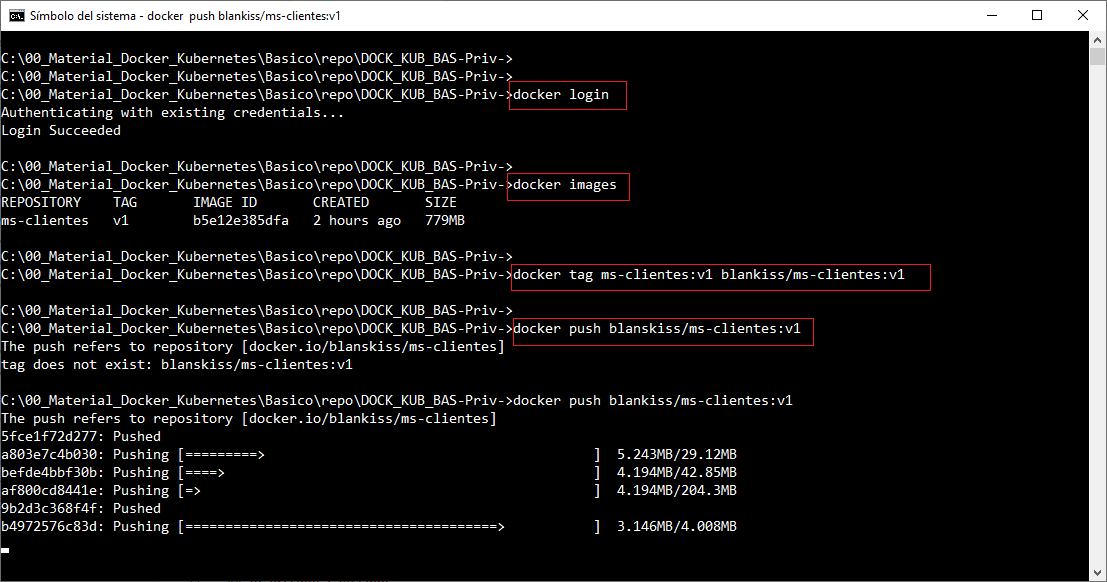 Símbolo del sistema - docker  push blankiss/ms-clientes:v1
C:\00_Material_Docker_Kubernetes\Basico\repo\DOCK_KUB_BAS-Priv->
C:\00_Material_Docker_Kubernetes\Basico\repo\DOCK_KUB_BAS-Priv->
C:\00_Material_Docker_Kubernetes\Basico\repo\DOCK_KUB_BAS-Priv->docker login
Authenticating with existing credentials...
Login Succeeded
C:\00_Material_Docker_Kubernetes\Basico\repo\DOCK_KUB_BAS-Priv->
C:\00_Material_Docker_Kubernetes\Basico\repo\DOCK_KUB_BAS-Priv->docker images
REPOSITORY    TAG       IMAGE ID       CREATED       SIZE
ms-clientes   v1        b5e12e385dfa   2 hours ago   779MB
C:\00_Material_Docker_Kubernetes\Basico\repo\DOCK_KUB_BAS-Priv->
C:\00_Material_Docker_Kubernetes\Basico\repo\DOCK_KUB_BAS-Priv->docker tag ms-clientes:v1 blankiss/ms-clientes:v1
C:\00_Material_Docker_Kubernetes\Basico\repo\DOCK_KUB_BAS-Priv->
C:\00_Material_Docker_Kubernetes\Basico\repo\DOCK_KUB_BAS-Priv->docker push blanskiss/ms-clientes:v1
The push refers to repository [docker.io/blanskiss/ms-clientes]
tag does not exist: blanskiss/ms-clientes:v1
C:\00_Material_Docker_Kubernetes\Basico\repo\DOCK_KUB_BAS-Priv->docker push blankiss/ms-clientes:v1
The push refers to repository [docker.io/blankiss/ms-clientes]
5fce1f72d277: Pushed
a803e7c4b030: Pushing [=========>                                         ]  5.243MB/29.12MB
befde4bbf30b: Pushing [====>                                              ]  4.194MB/42.85MB
af800cd8441e: Pushing [=>                                                 ]  4.194MB/204.3MB
9b2d3c368f4f: Pushed
b4972576c83d: Pushing [=======================================>           ]  3.146MB/4.008MB